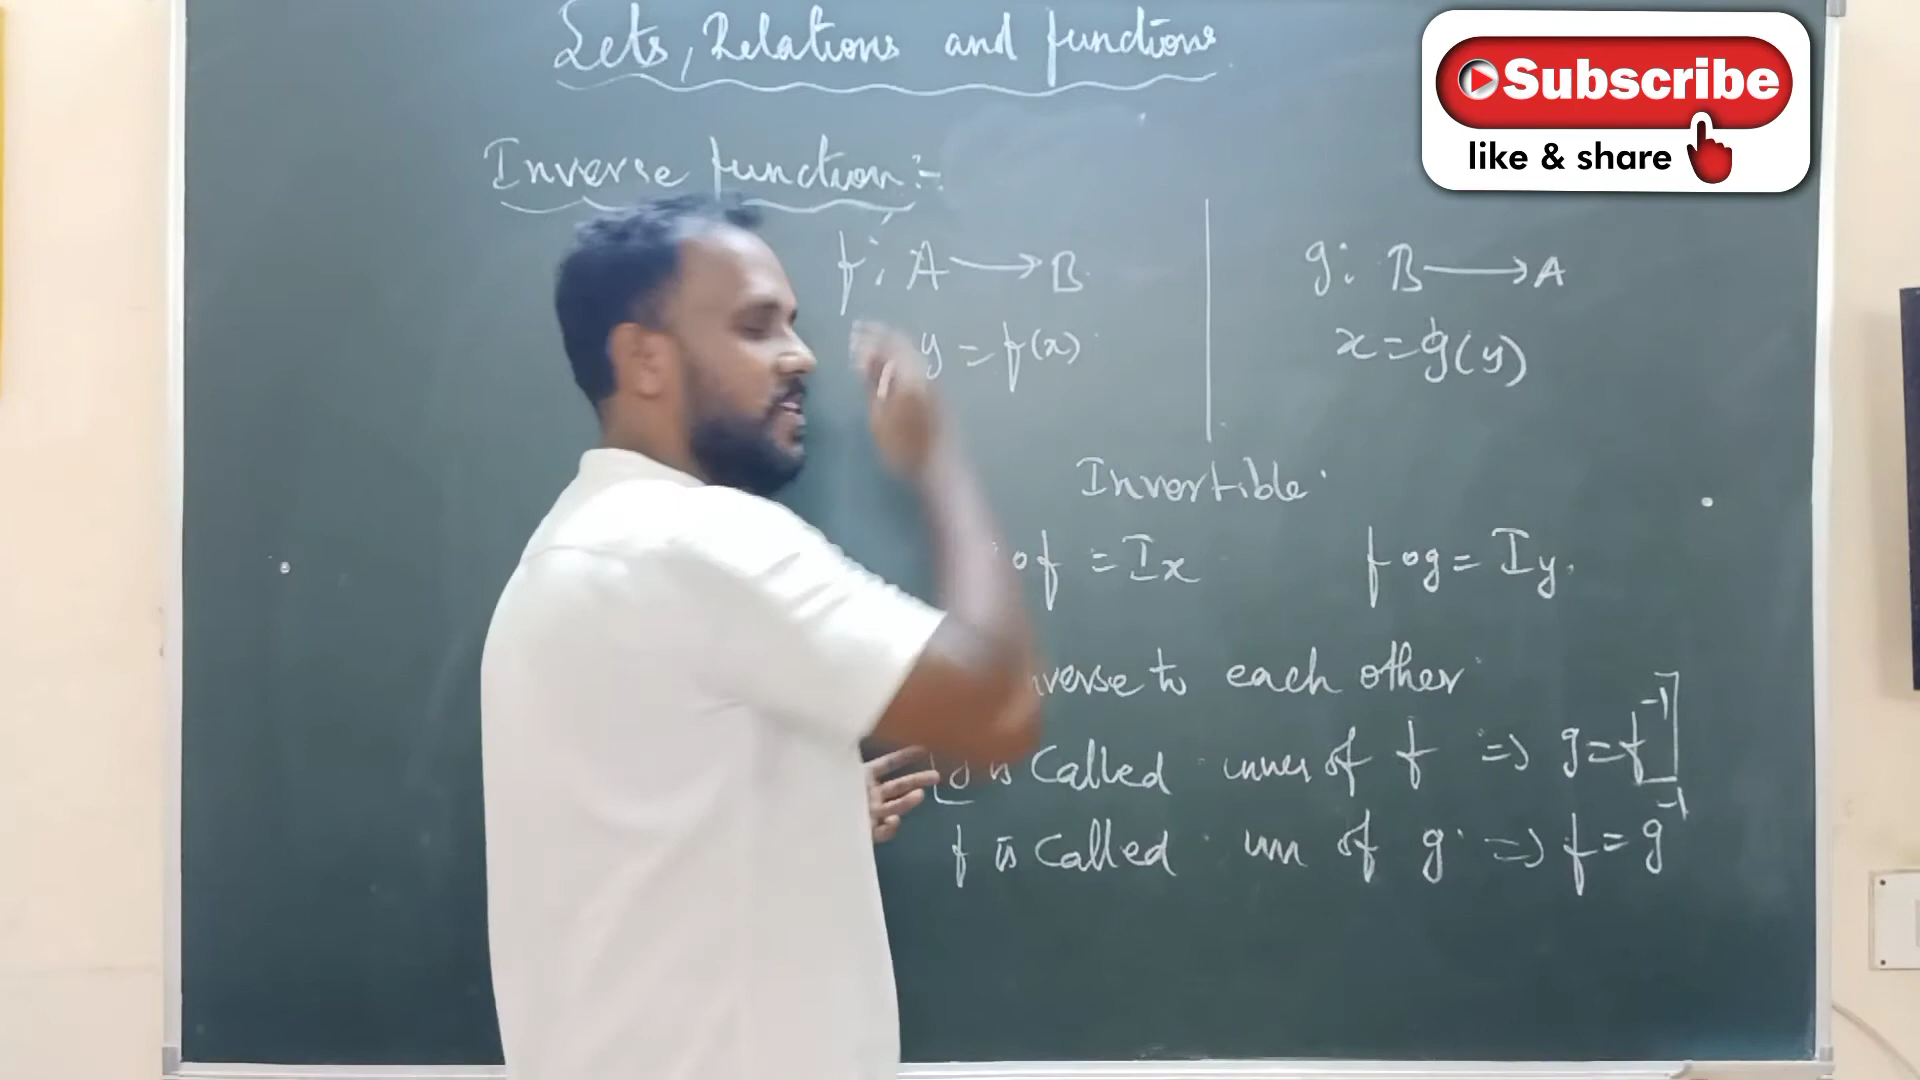 Sets, Relations and functions
Subscribe
like & share
Inverse function:-
f: A → B
g: B → A
y = f(x)
x = g(y)
Invertible
of = Ix
fog = Iy.
verse to each other
g is called inver of f => g = f⁻¹]
f is called of g => f = g⁻¹